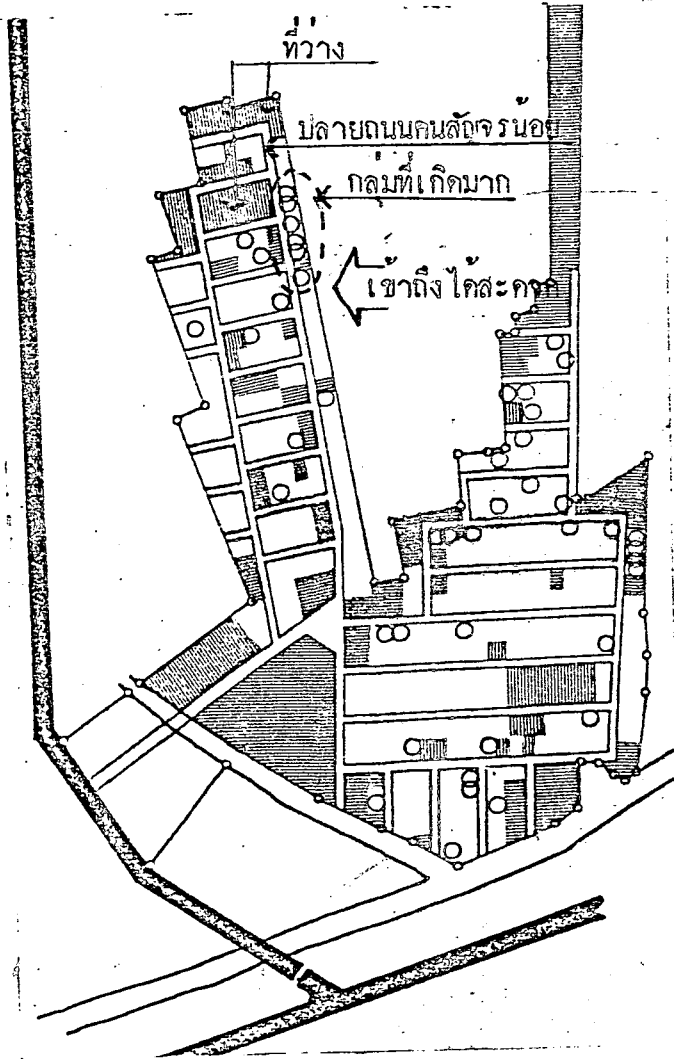 ที่ว่าง
ปลายถนนคนสัญจรน้อย
กลุ่มที่เกิดมาก
เข้าถึงได้สะดวก